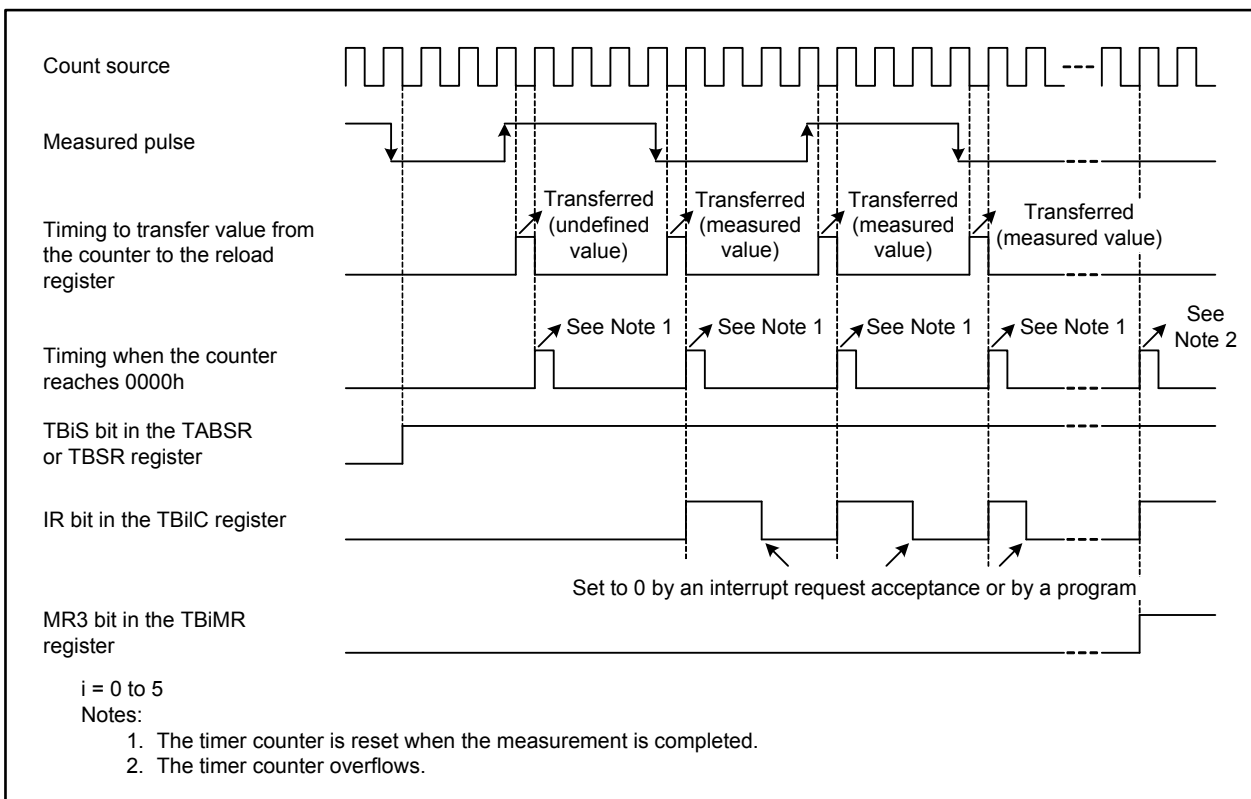 Count source
Measured pulse
Transferred
(undefined
value)
Transferred
(measured
value)
Transferred
(measured
value)
Transferred
(measured value)
Timing to transfer value from
the counter to the reload
register
See Note 1
See Note 1
See Note 1
See Note 1
See
Note 2
Timing when the counter
reaches 0000h
TBiS bit in the TABSR
or TBSR register
IR bit in the TBiIC register
Set to 0 by an interrupt request acceptance or by a program
MR3 bit in the TBiMR
register
i = 0 to 5
Notes:
1. The timer counter is reset when the measurement is completed.
2. The timer counter overflows.